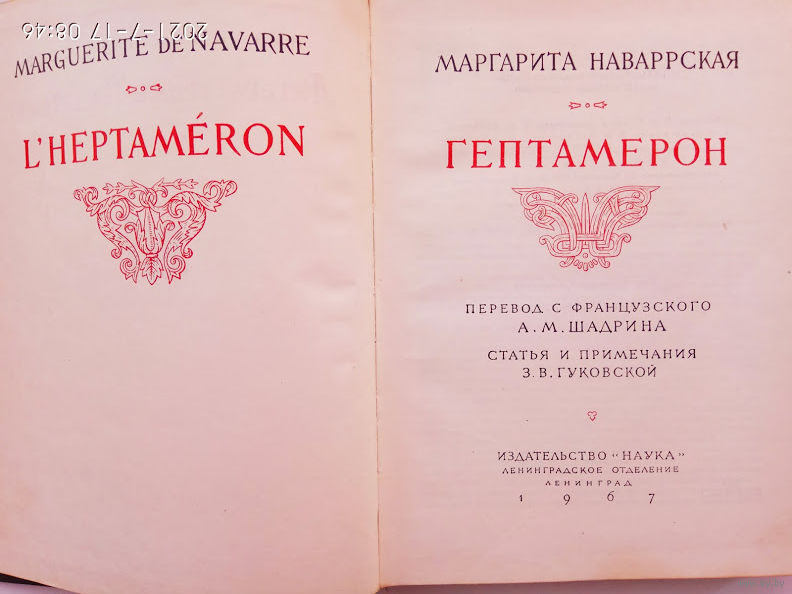 2021-7-17 08:46
MARGUERITE DE NAVARRE
L'HEPTAMÉRON
МАРГАРИТА НАВАРРСКАЯ
ГЕПТАМЕРОН
ПЕРЕВОД С ФРАНЦУЗСКОГО
А. М. ШАДРИНА
СТАТЬЯ И ПРИМЕЧАНИЯ
З. В. ГУКОВСКОЙ
ИЗДАТЕЛЬСТВО «НАУКА»
ЛЕНИНГРАДСКОЕ ОТДЕЛЕНИЕ
ЛЕНИНГРАД
1967